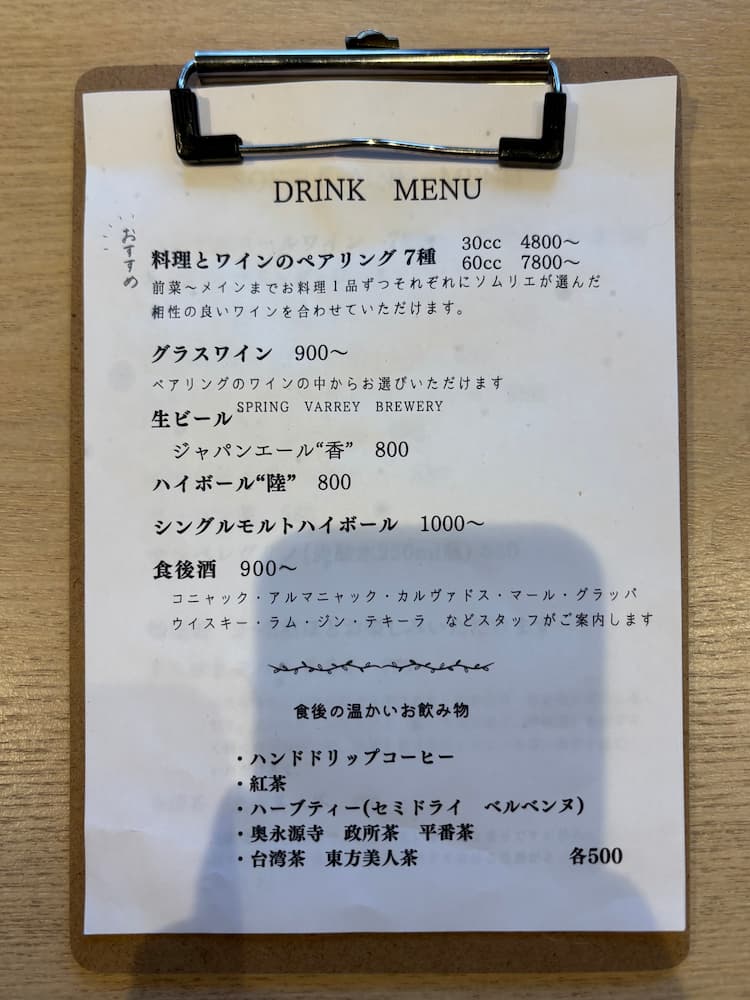 DRINK MENU
おすすめ
料理とワインのペアリング 7種 30cc 4800〜
60cc 7800〜
前菜〜メインまでお料理1品ずつそれぞれにソムリエが選んだ
相性の良いワインを合わせていただけます。
グラスワイン 900〜
ペアリングのワインの中からお選びいただけます
生ビール SPRING VARREY BREWERY
ジャパンエール“香” 800
ハイボール“陸” 800
シングルモルトハイボール 1000〜
食後酒 900〜
コニャック・アルマニャック・カルヴァドス・マール・グラッパ
ウイスキー・ラム・ジン・テキーラ などスタッフがご案内します
食後の温かいお飲み物
・ハンドドリップコーヒー
・紅茶
・ハーブティー(セミドライ ベルベンヌ)
・奥永源寺 政所茶 平番茶
・台湾茶 東方美人茶 各500